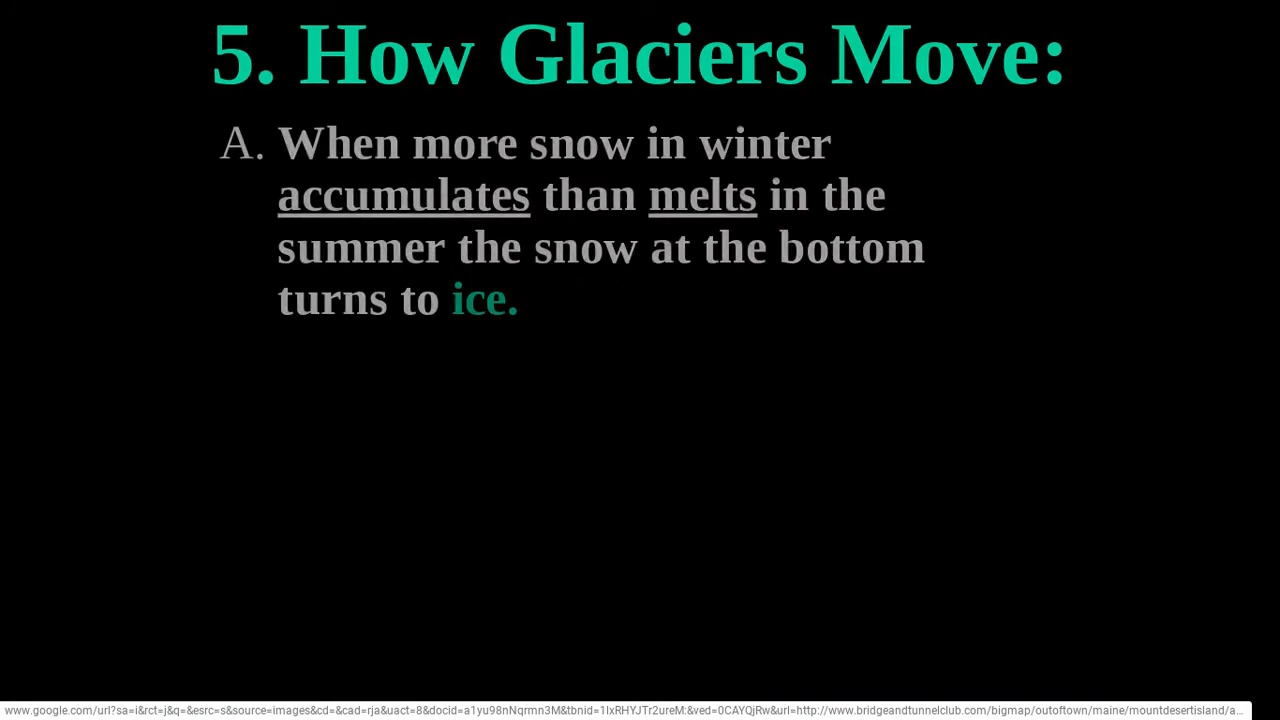 5. How Glaciers Move:
A. When more snow in winter
accumulates than melts in the
summer the snow at the bottom
turns to ice.
www.google.com/url?sa=i&rct=j&q=&esrc=s&source=images&cd=&cad=rja&uact=8&docid=a1yu98nNqrmn3M&tbnid=1lxRHYJTr2ureM:&ved=0CAYQjRw&url=http://www.bridgeandtunnelclub.com/bigmap/outoftown/maine/mountdesertisland/a...